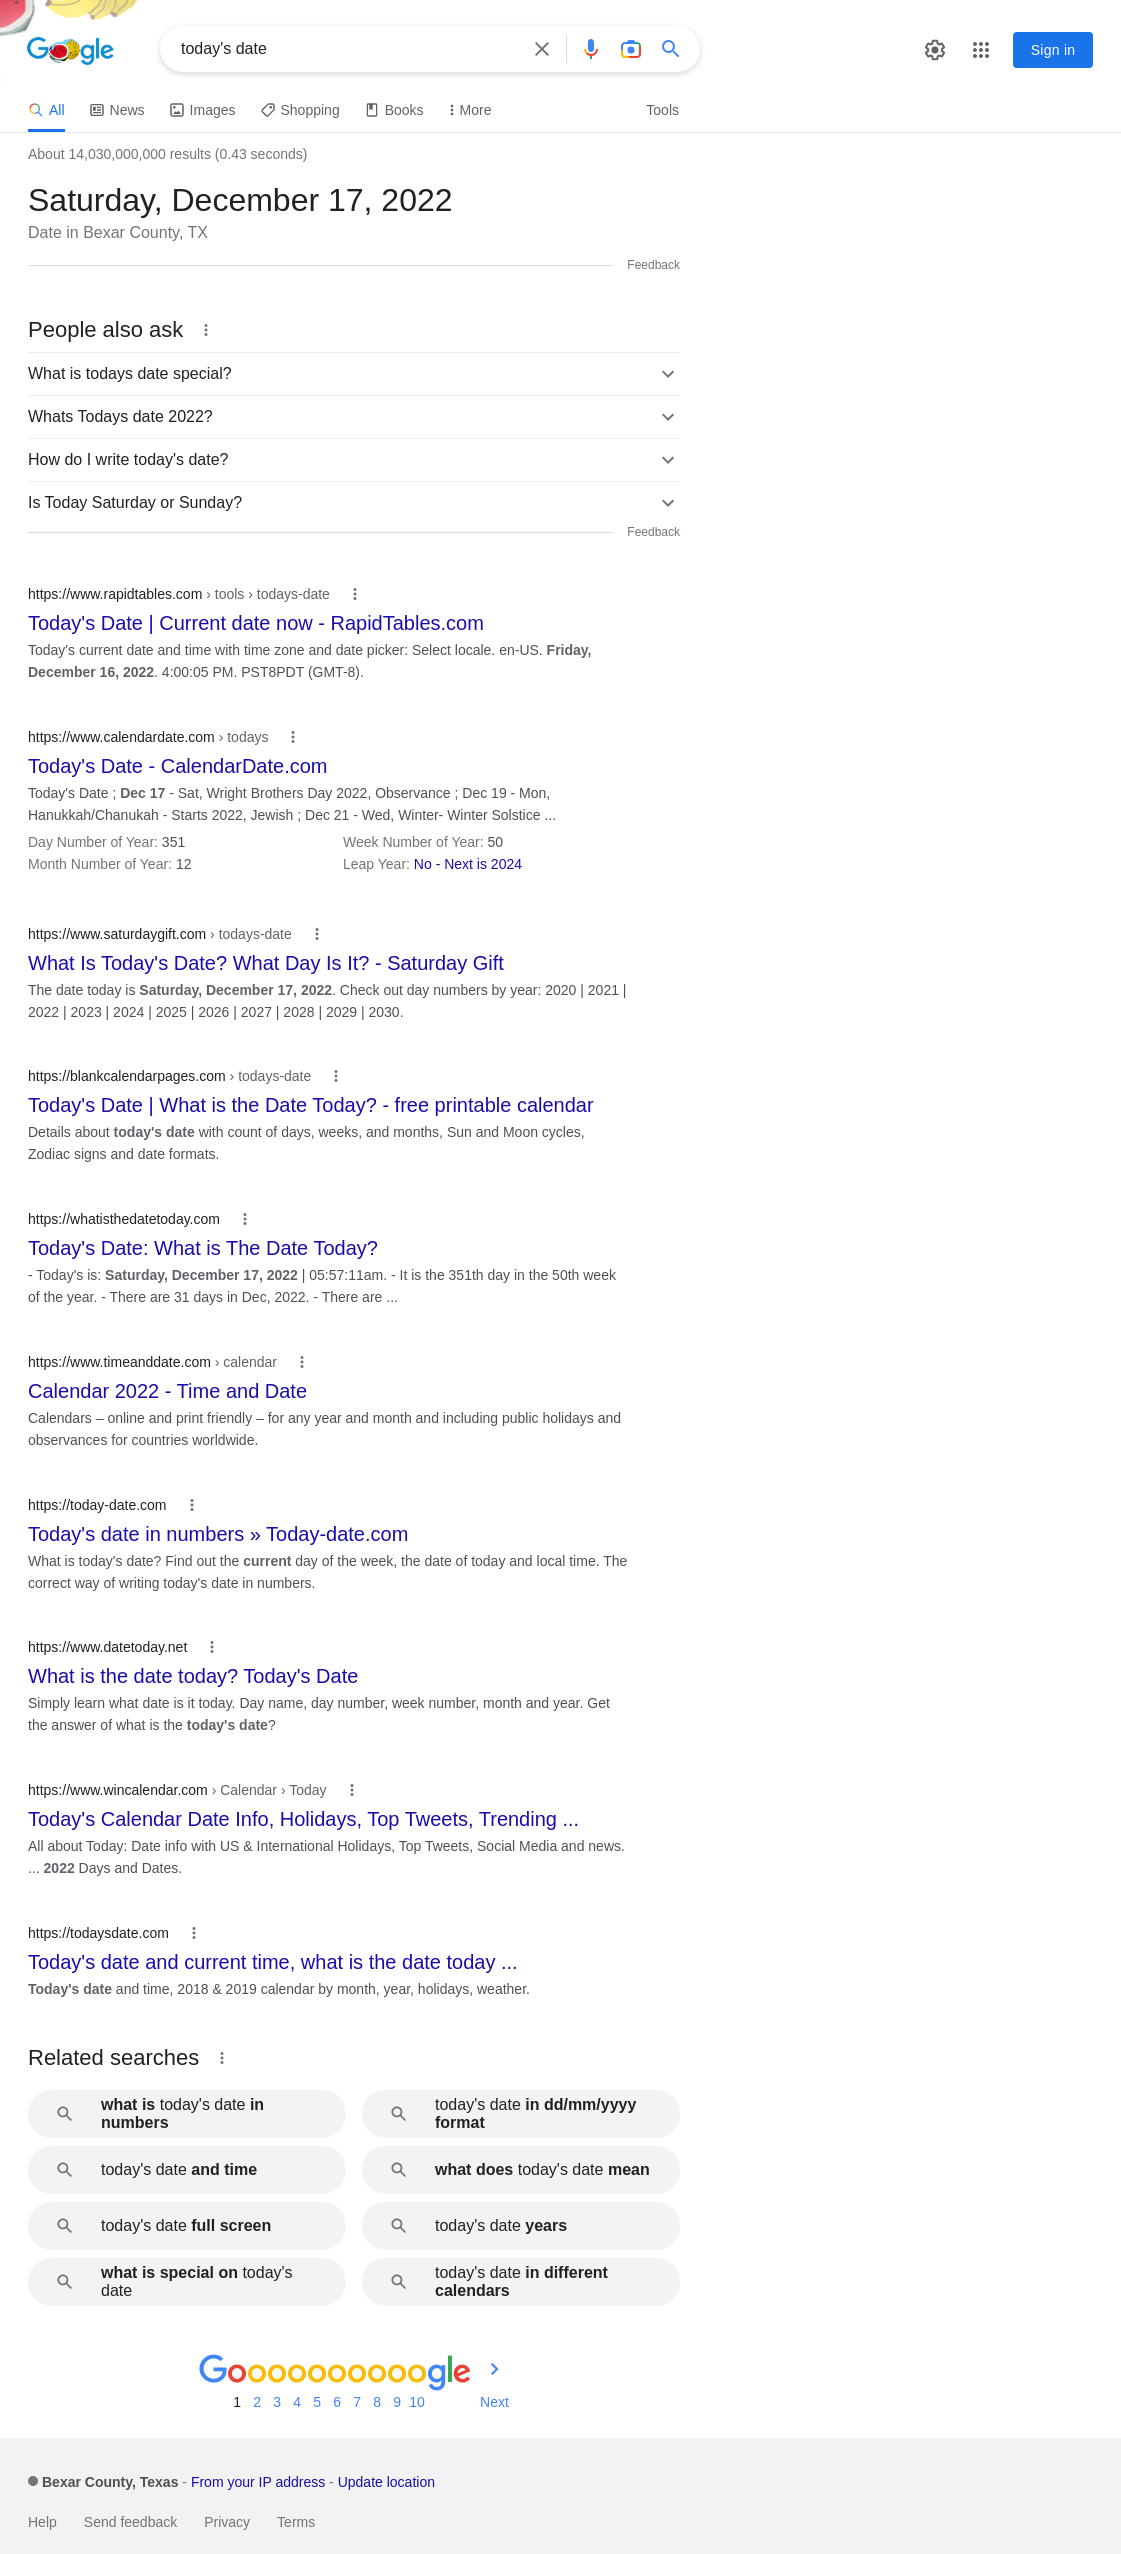 Google
today's date
Sign in
All
News
Images
Shopping
Books
More
Tools
About 14,030,000,000 results (0.43 seconds)
Saturday, December 17, 2022
Date in Bexar County, TX
Feedback
People also ask
What is todays date special?
Whats Todays date 2022?
How do I write today's date?
Is Today Saturday or Sunday?
Feedback
https://www.rapidtables.com › tools › todays-date
Today's Date | Current date now - RapidTables.com
Today's current date and time with time zone and date picker: Select locale. en-US. Friday,
December 16, 2022. 4:00:05 PM. PST8PDT (GMT-8).
https://www.calendardate.com › todays
Today's Date - CalendarDate.com
Today's Date ; Dec 17 - Sat, Wright Brothers Day 2022, Observance ; Dec 19 - Mon,
Hanukkah/Chanukah - Starts 2022, Jewish ; Dec 21 - Wed, Winter- Winter Solstice ...
Day Number of Year: 351
Week Number of Year: 50
Month Number of Year: 12
Leap Year: No - Next is 2024
https://www.saturdaygift.com › todays-date
What Is Today's Date? What Day Is It? - Saturday Gift
The date today is Saturday, December 17, 2022. Check out day numbers by year: 2020 | 2021 |
2022 | 2023 | 2024 | 2025 | 2026 | 2027 | 2028 | 2029 | 2030.
https://blankcalendarpages.com › todays-date
Today's Date | What is the Date Today? - free printable calendar
Details about today's date with count of days, weeks, and months, Sun and Moon cycles,
Zodiac signs and date formats.
https://whatisthedatetoday.com
Today's Date: What is The Date Today?
- Today's is: Saturday, December 17, 2022 | 05:57:11am. - It is the 351th day in the 50th week
of the year. - There are 31 days in Dec, 2022. - There are ...
https://www.timeanddate.com › calendar
Calendar 2022 - Time and Date
Calendars – online and print friendly – for any year and month and including public holidays and
observances for countries worldwide.
https://today-date.com
Today's date in numbers » Today-date.com
What is today's date? Find out the current day of the week, the date of today and local time. The
correct way of writing today's date in numbers.
https://www.datetoday.net
What is the date today? Today's Date
Simply learn what date is it today. Day name, day number, week number, month and year. Get
the answer of what is the today's date?
https://www.wincalendar.com › Calendar › Today
Today's Calendar Date Info, Holidays, Top Tweets, Trending ...
All about Today: Date info with US & International Holidays, Top Tweets, Social Media and news.
... 2022 Days and Dates.
https://todaysdate.com
Today's date and current time, what is the date today ...
Today's date and time, 2018 & 2019 calendar by month, year, holidays, weather.
Related searches
what is today's date in
numbers
today's date in dd/mm/yyyy
format
today's date and time
what does today's date mean
today's date full screen
today's date years
what is special on today's
date
today's date in different
calendars
Goooooooooogle
1 2 3 4 5 6 7 8 9 10 Next
Bexar County, Texas - From your IP address - Update location
Help Send feedback Privacy Terms